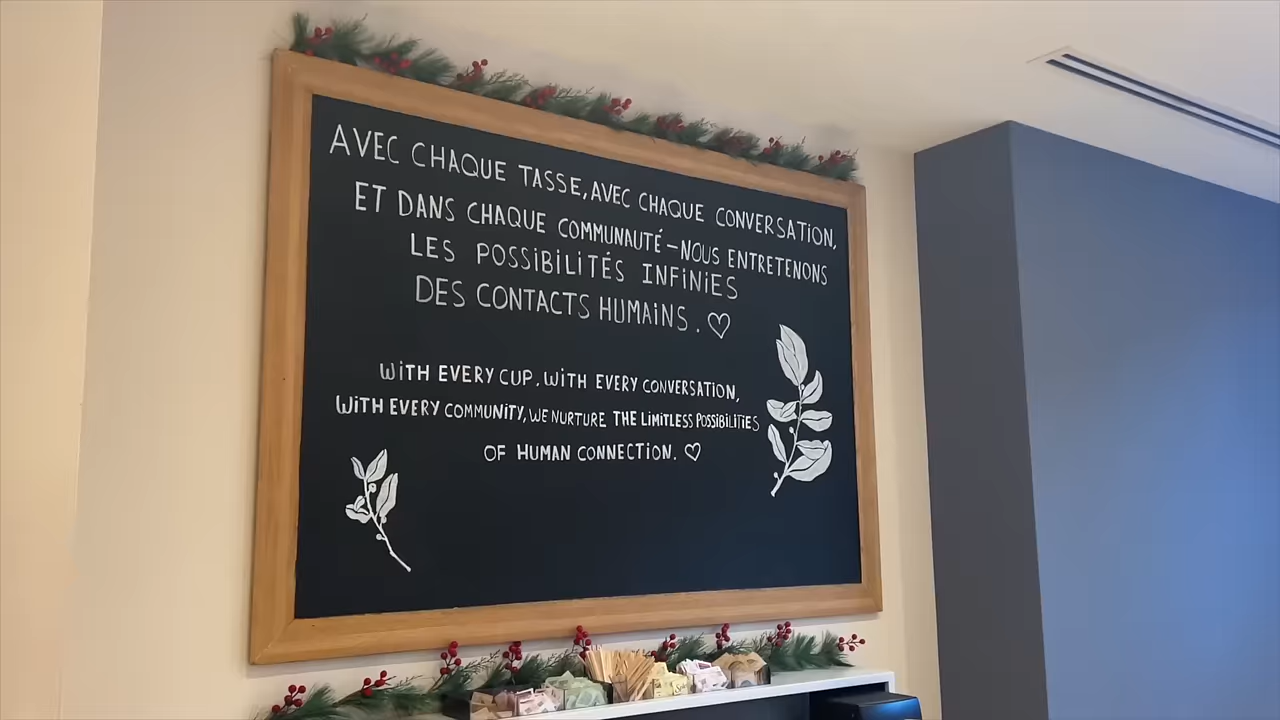 AVEC CHAQUE TASSE, AVEC CHAQUE CONVERSATION,
ET DANS CHAQUE COMMUNAUTÉ – NOUS ENTRETENONS
LES POSSIBILITÉS INFINIES
DES CONTACTS HUMAINS. ♡
WITH EVERY CUP, WITH EVERY CONVERSATION,
WITH EVERY COMMUNITY, WE NURTURE THE LIMITLESS POSSIBILITIES
OF HUMAN CONNECTION. ♡